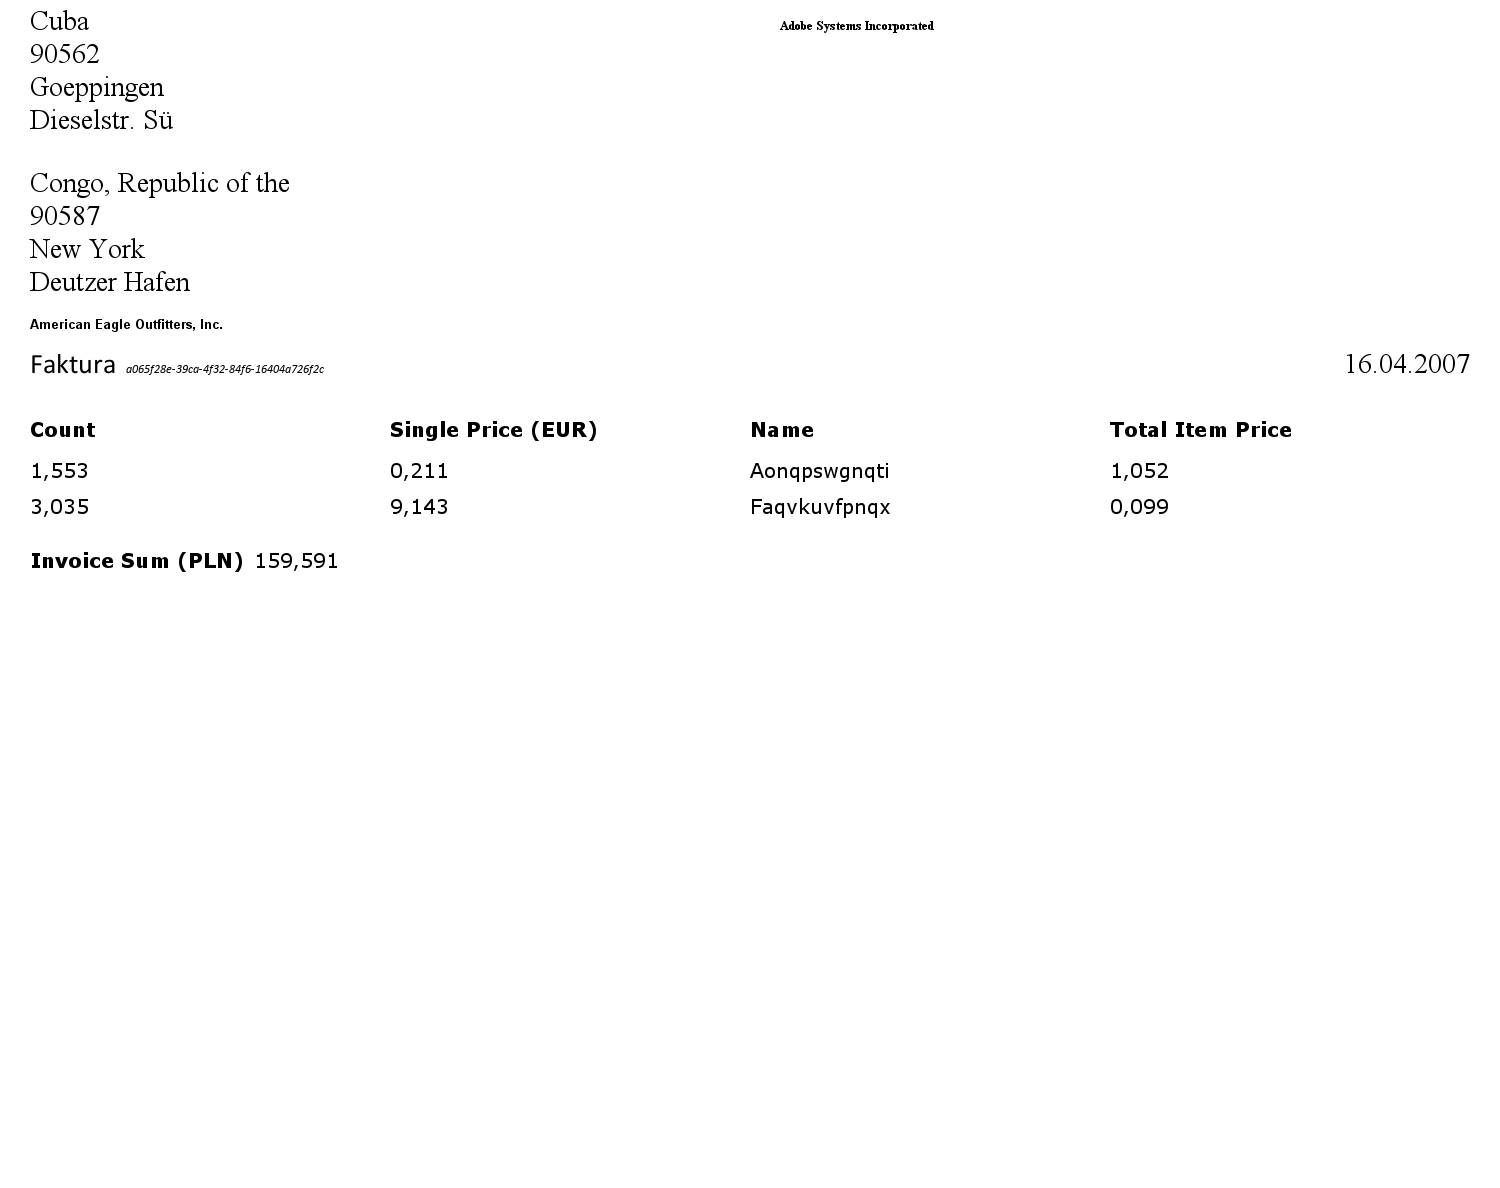 Cuba
Adobe Systems Incorporated
90562
Goeppingen
Dieselstr. Sü
Congo, Republic of the
90587
New York
Deutzer Hafen
American Eagle Outfitters, Inc.
Faktura a065f28e-39ca-4f32-84f6-16404a726f2c 16.04.2007
Count Single Price (EUR) Name Total Item Price
1,553 0,211 Aonqpswgnqti 1,052
3,035 9,143 Faqvkuvfpnqx 0,099
Invoice Sum (PLN) 159,591